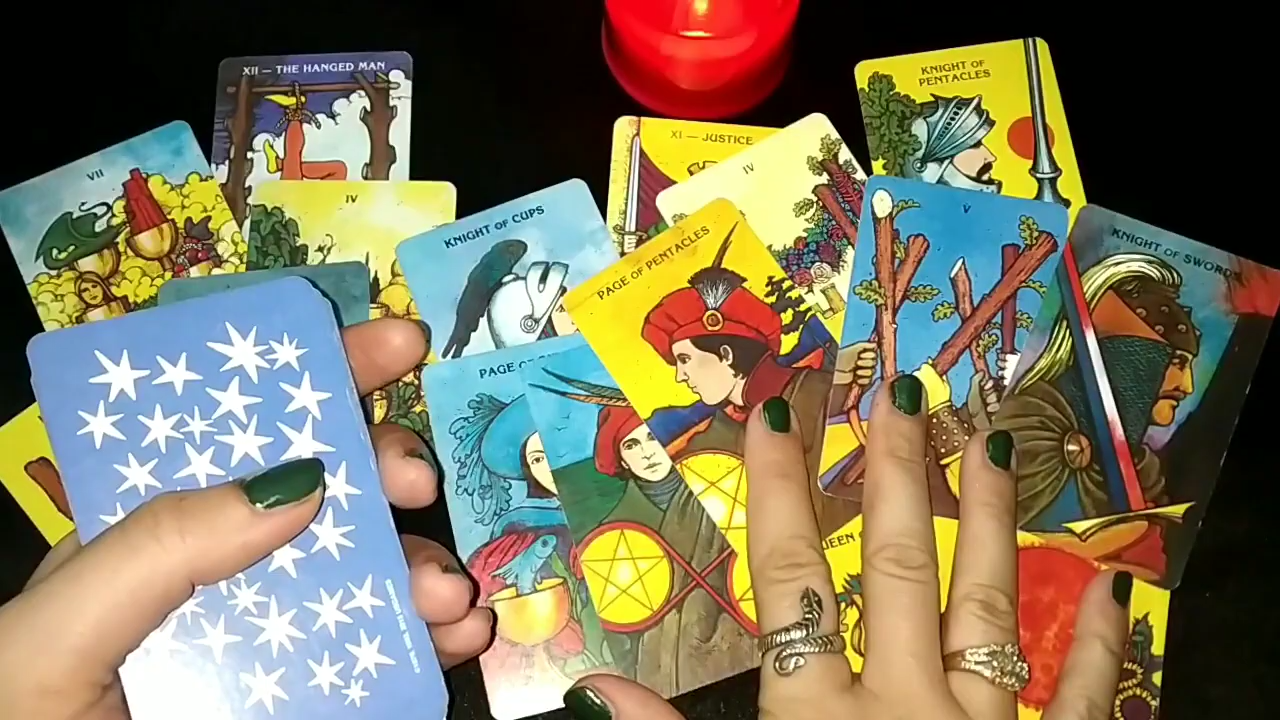 XII — THE HANGED MAN
VII
IV
KNIGHT OF CUPS
PAGE OF
XI — JUSTICE
IV
KNIGHT OF
PENTACLES
PAGE OF PENTACLES
V
KNIGHT OF SWORDS
QUEEN